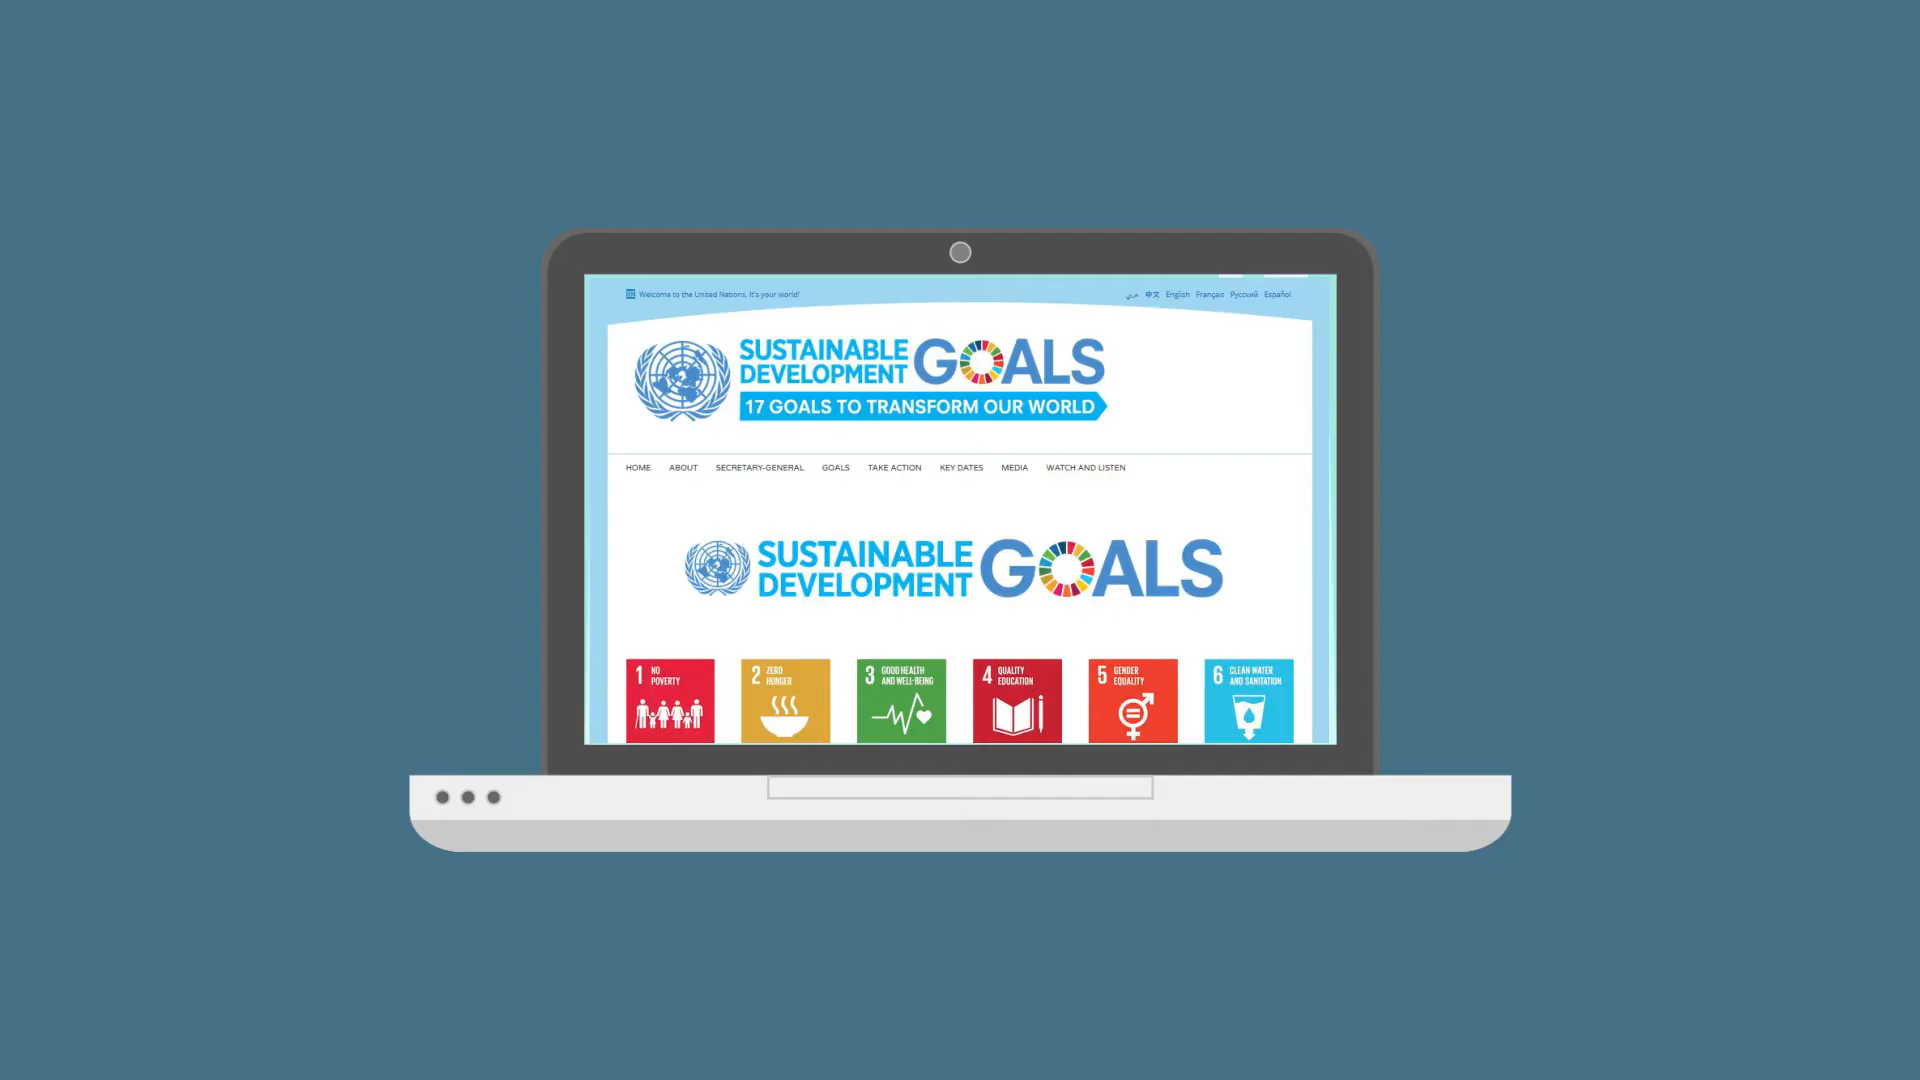 Welcome to the United Nations. It's your world!
عربي 中文 English Français Русский Español
SUSTAINABLE
DEVELOPMENT GOALS
17 GOALS TO TRANSFORM OUR WORLD
HOME ABOUT SECRETARY-GENERAL GOALS TAKE ACTION KEY DATES MEDIA WATCH AND LISTEN
SUSTAINABLE
DEVELOPMENT GOALS
1 NO
POVERTY
2 ZERO
HUNGER
3 GOOD HEALTH
AND WELL-BEING
4 QUALITY
EDUCATION
5 GENDER
EQUALITY
6 CLEAN WATER
AND SANITATION